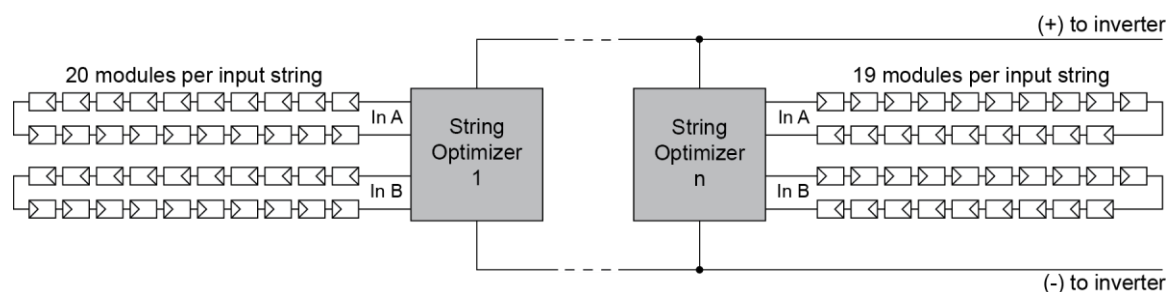 (+) to inverter
20 modules per input string
19 modules per input string
In A
String
Optimizer
1
In B
String
Optimizer
n
In A
In B
(-) to inverter